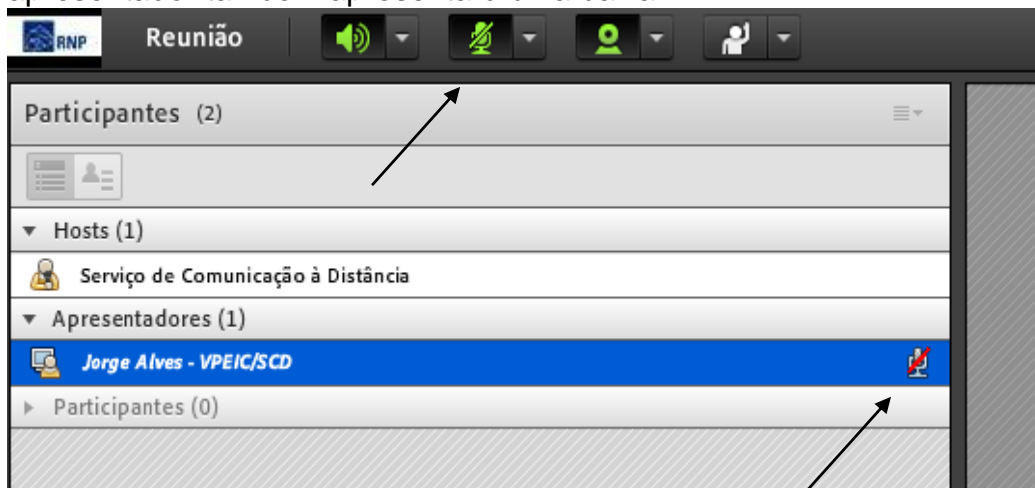 RNP Reunião
Participantes (2)
Hosts (1)
Serviço de Comunicação à Distância
Apresentadores (1)
Jorge Alves - VPEIC/SCD
Participantes (0)